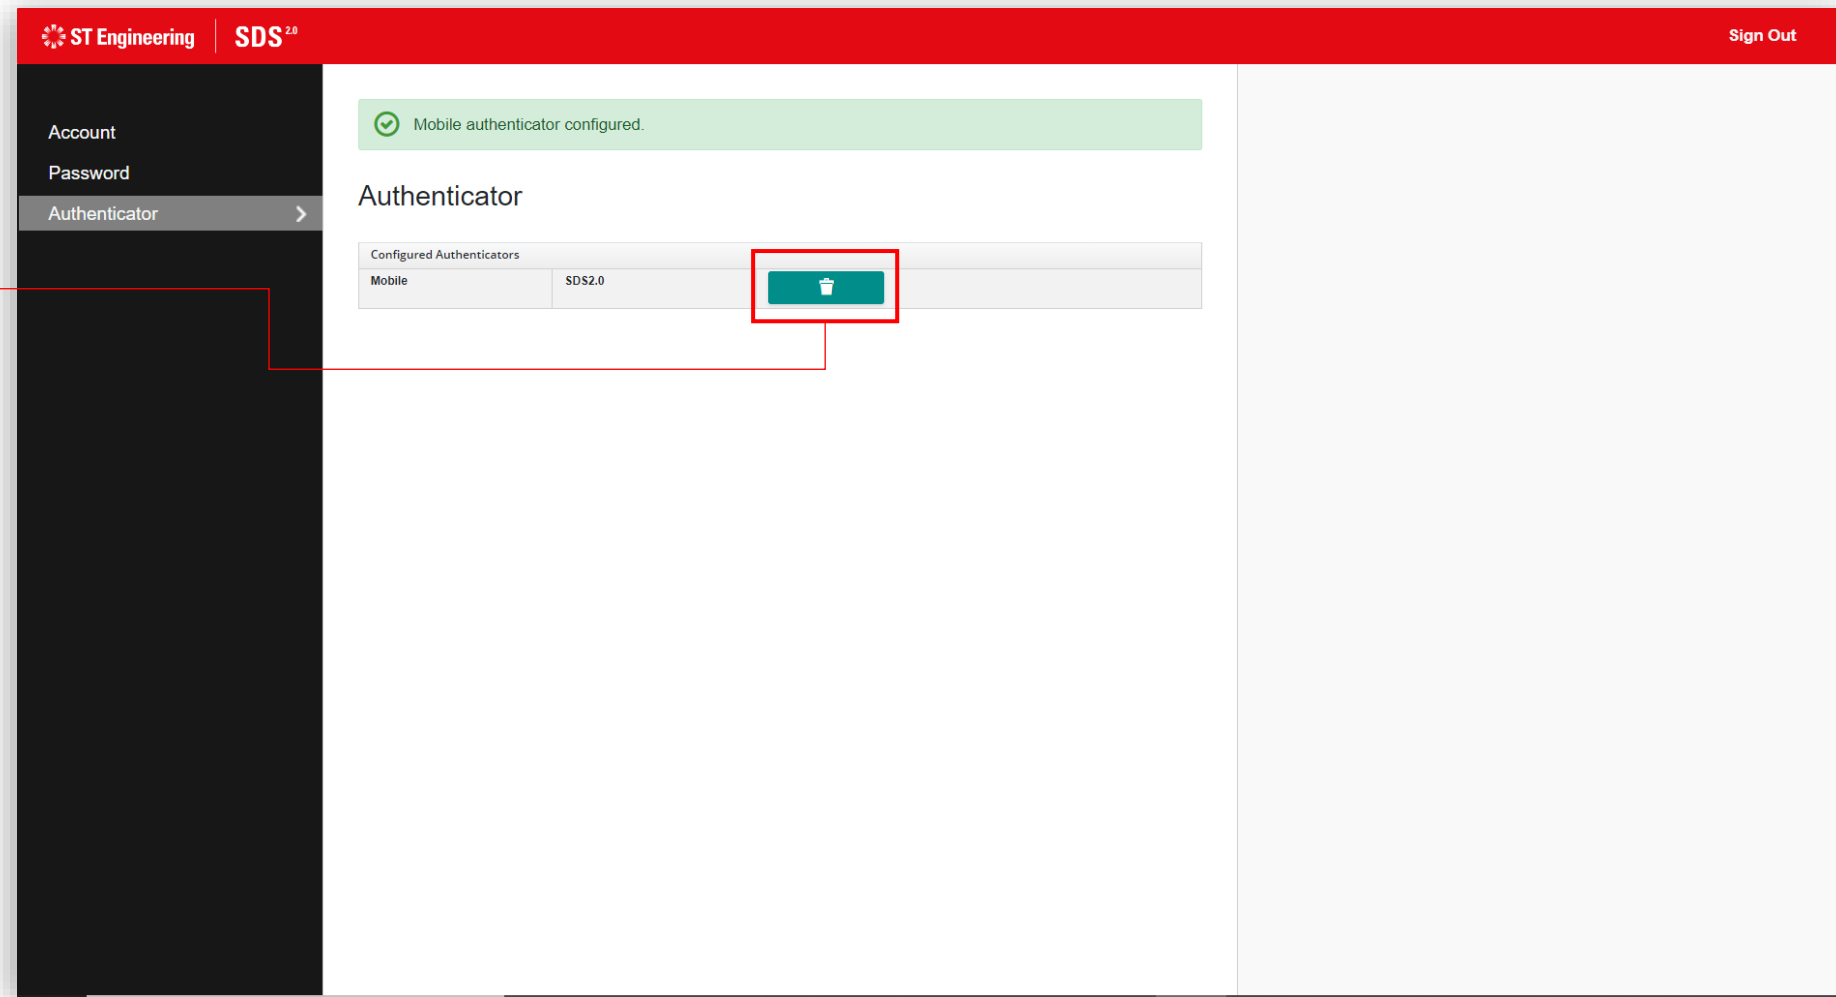 ST Engineering
SDS 2.0
Sign Out
Account
Password
Authenticator
Mobile authenticator configured.
Authenticator
Configured Authenticators
Mobile
SDS2.0